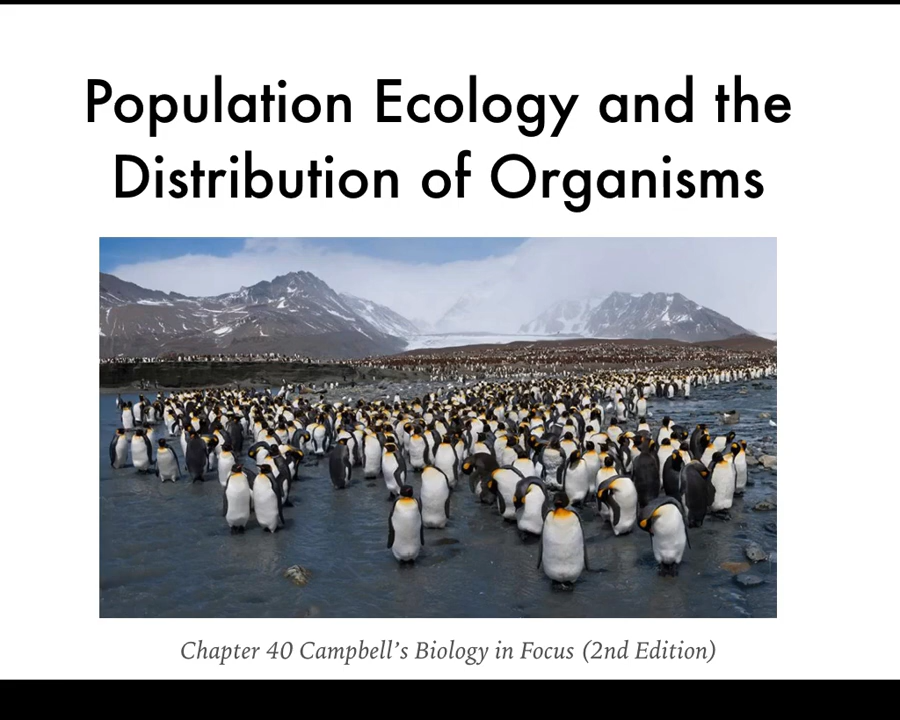 Population Ecology and the
Distribution of Organisms
Chapter 40 Campbell’s Biology in Focus (2nd Edition)